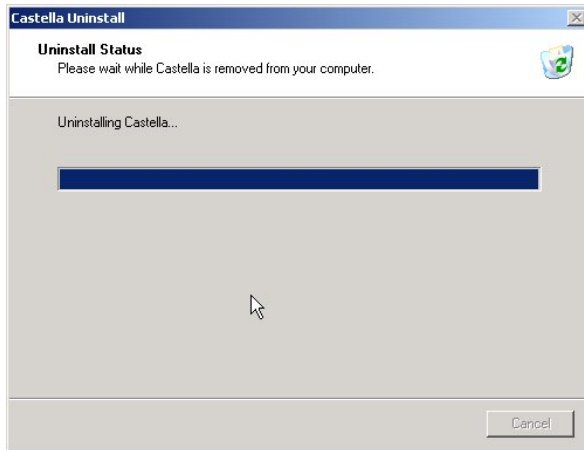 Castella Uninstall
Uninstall Status
Please wait while Castella is removed from your computer.
Uninstalling Castella...
Cancel